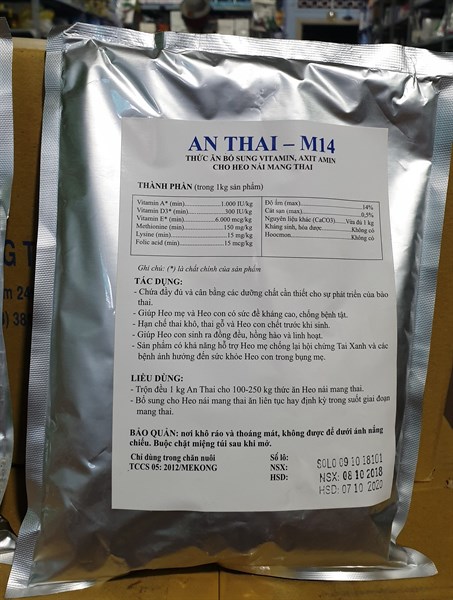 AN THAI – M14
THỨC ĂN BỔ SUNG VITAMIN, AXIT AMIN
CHO HEO NÁI MANG THAI
THÀNH PHẦN (trong 1kg sản phẩm)
Vitamin A* (min) 1.000 IU/kg
Vitamin D3* (min) 300 IU/kg
Vitamin E* (min) 6.000 mcg/kg
Methionine (min) 150 mg/kg
Lysine (min) 15 mg/kg
Folic acid (min) 15 mcg/kg
Độ ẩm (max) 14%
Cát sạn (max) 0,5%
Nguyên liệu khác (CaCO3) Vừa đủ 1 kg
Kháng sinh, hóa dược Không có
Hoocmon Không có
Ghi chú: (*) là chất chính của sản phẩm
TÁC DỤNG:
- Chứa đầy đủ và cân bằng các dưỡng chất cần thiết cho sự phát triển của bào
thai.
- Giúp Heo mẹ và Heo con có sức đề kháng cao, chống bệnh tật.
- Hạn chế thai khô, thai gỗ và Heo con chết trước khi sinh.
- Giúp Heo con sinh ra đồng đều, hồng hào và linh hoạt.
- Sản phẩm có khả năng hỗ trợ Heo mẹ chống lại hội chứng Tai Xanh và các
bệnh ảnh hưởng đến sức khỏe Heo con trong bụng mẹ.
LIỀU DÙNG:
- Trộn đều 1 kg An Thai cho 100-250 kg thức ăn Heo nái mang thai.
- Bổ sung cho Heo nái mang thai ăn liên tục hay định kỳ trong suốt giai đoạn
mang thai.
BẢO QUẢN: nơi khô ráo và thoáng mát, không được để dưới ánh nắng
chiếu. Buộc chặt miệng túi sau khi mở.
Chỉ dùng trong chăn nuôi
TCCS 05: 2012/MEKONG
Số lô:
NSX:
HSD:
SOLO 09 10 18101
NSX: 08 10 2018
HSD: 07 10 2020